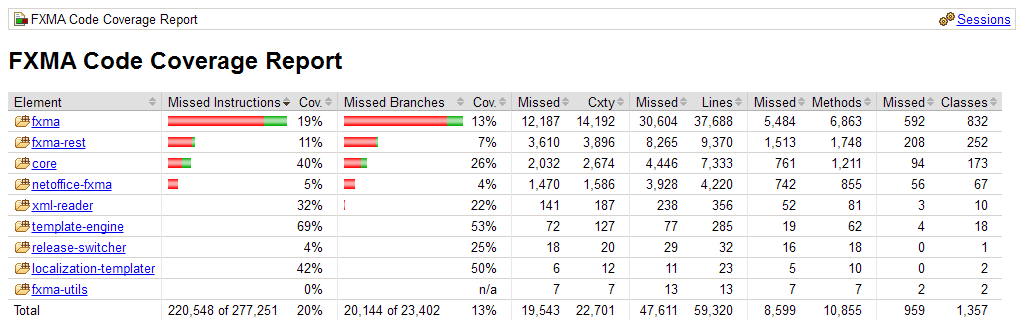 FXMA Code Coverage Report Sessions
FXMA Code Coverage Report
Element Missed Instructions Cov. Missed Branches Cov. Missed Cxty Missed Lines Missed Methods Missed Classes
fxma 19% 13% 12,187 14,192 30,604 37,688 5,484 6,863 592 832
fxma-rest 11% 7% 3,610 3,896 8,265 9,370 1,513 1,748 208 252
core 40% 26% 2,032 2,674 4,446 7,333 761 1,211 94 173
netoffice-fxma 5% 4% 1,470 1,586 3,928 4,220 742 855 56 67
xml-reader 32% 22% 141 187 238 356 52 81 3 10
template-engine 69% 53% 72 127 77 285 19 62 4 18
release-switcher 4% 25% 18 20 29 32 16 18 0 1
localization-templater 42% 50% 6 12 11 23 5 10 0 2
fxma-utils 0% n/a 7 7 13 13 7 7 2 2
Total 220,548 of 277,251 20% 20,144 of 23,402 13% 19,543 22,701 47,611 59,320 8,599 10,855 959 1,357